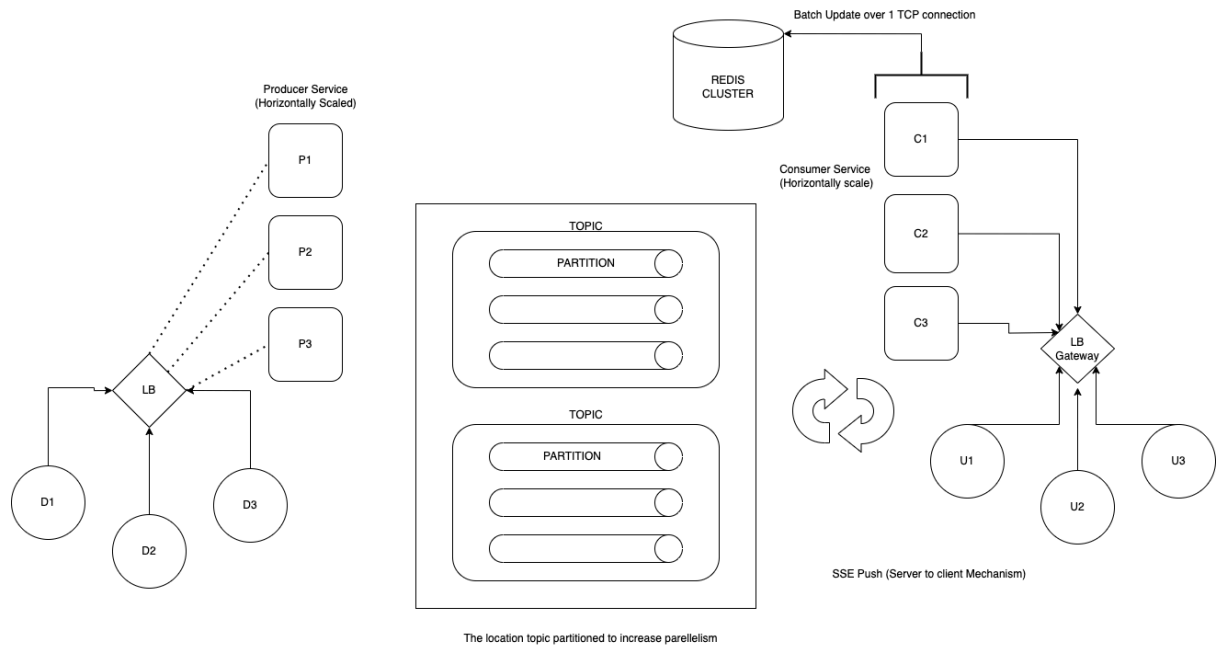 Batch Update over 1 TCP connection
REDIS
CLUSTER
Producer Service
(Horizontally Scaled)
P1
P2
P3
LB
D1
D2
D3
TOPIC
PARTITION
TOPIC
PARTITION
The location topic partitioned to increase parellelism
Consumer Service
(Horizontally scale)
C1
C2
C3
LB
Gateway
U1
U2
U3
SSE Push (Server to client Mechanism)